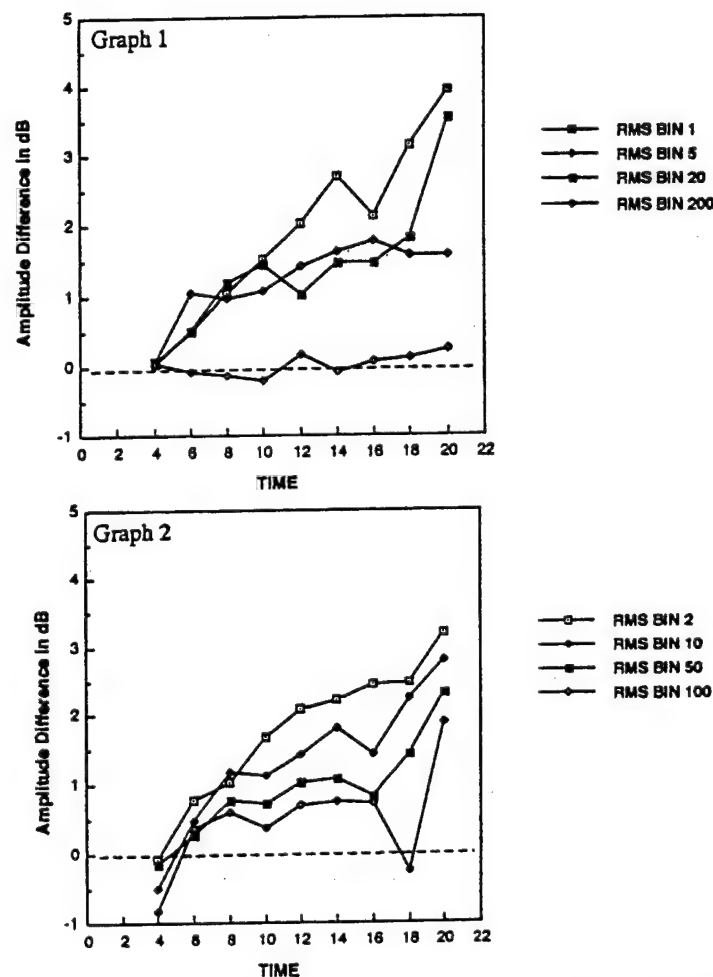 Graph 1
5
4
3
2
1
0
-1
Amplitude Difference in dB
0 2 4 6 8 10 12 14 16 18 20 22
TIME
RMS BIN 1
RMS BIN 5
RMS BIN 20
RMS BIN 200
Graph 2
5
4
3
2
1
0
-1
Amplitude Difference in dB
0 2 4 6 8 10 12 14 16 18 20 22
TIME
RMS BIN 2
RMS BIN 10
RMS BIN 50
RMS BIN 100